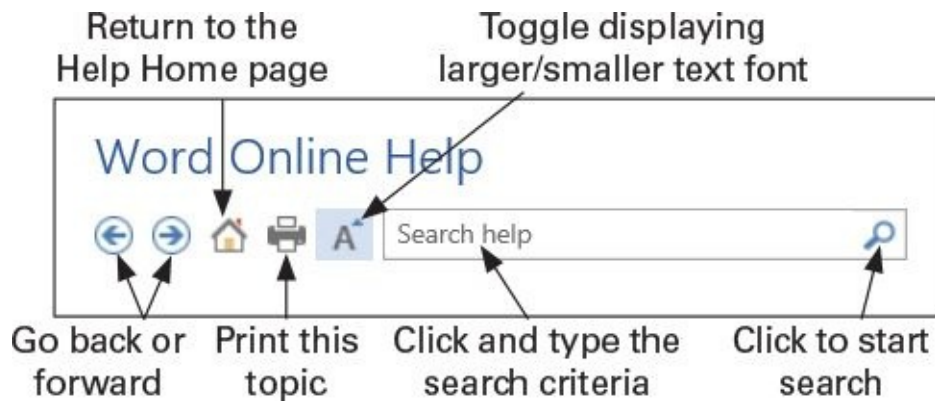 Return to the
Help Home page
Toggle displaying
larger/smaller text font
Word Online Help
A
Search help
Go back or
forward
Print this
topic
Click and type the
search criteria
Click to start
search